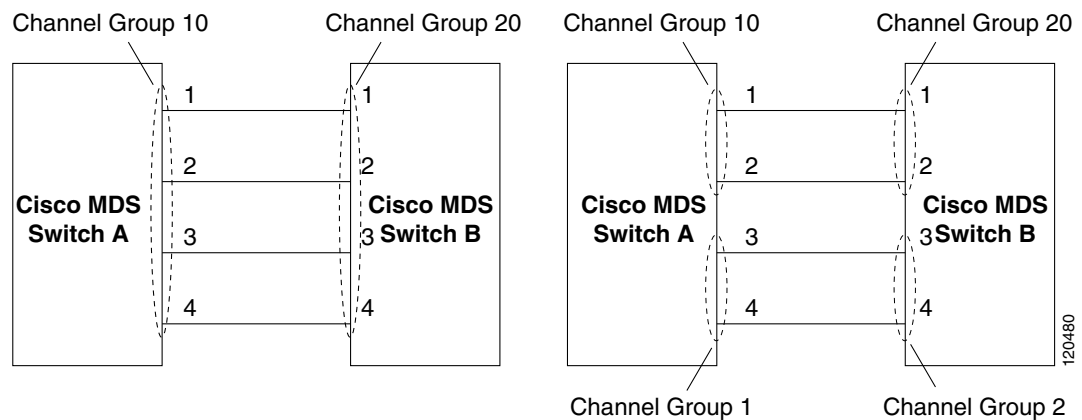 Channel Group 10
Channel Group 20
1
1
2
2
Cisco MDS
Switch A
Cisco MDS
Switch B
3
3
4
4
Channel Group 10
Channel Group 20
1
1
2
2
Cisco MDS
Switch A
Cisco MDS
Switch B
3
3
4
4
Channel Group 1
Channel Group 2
120480